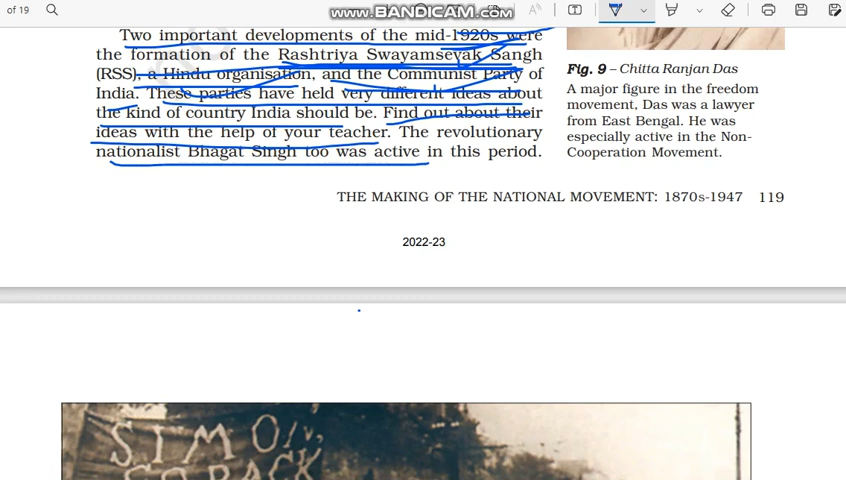 of 19
www.BANDICAM.com
Two important developments of the mid-1920s were
the formation of the Rashtriya Swayamsevak Sangh
(RSS), a Hindu organisation, and the Communist Party of
India. These parties have held very different ideas about
the kind of country India should be. Find out about their
ideas with the help of your teacher. The revolutionary
nationalist Bhagat Singh too was active in this period.
Fig. 9 – Chitta Ranjan Das
A major figure in the freedom
movement, Das was a lawyer
from East Bengal. He was
especially active in the Non-
Cooperation Movement.
THE MAKING OF THE NATIONAL MOVEMENT: 1870s-1947 119
2022-23
SIMON,
GO BACK